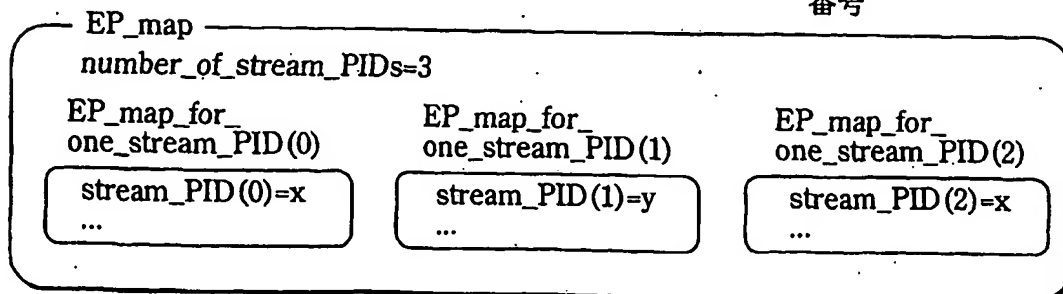 番号
EP_map
number_of_stream_PIDs=3
EP_map_for_
one_stream_PID(0)
stream_PID(0)=x
...
EP_map_for_
one_stream_PID(1)
stream_PID(1)=y
...
EP_map_for_
one_stream_PID(2)
stream_PID(2)=x
...